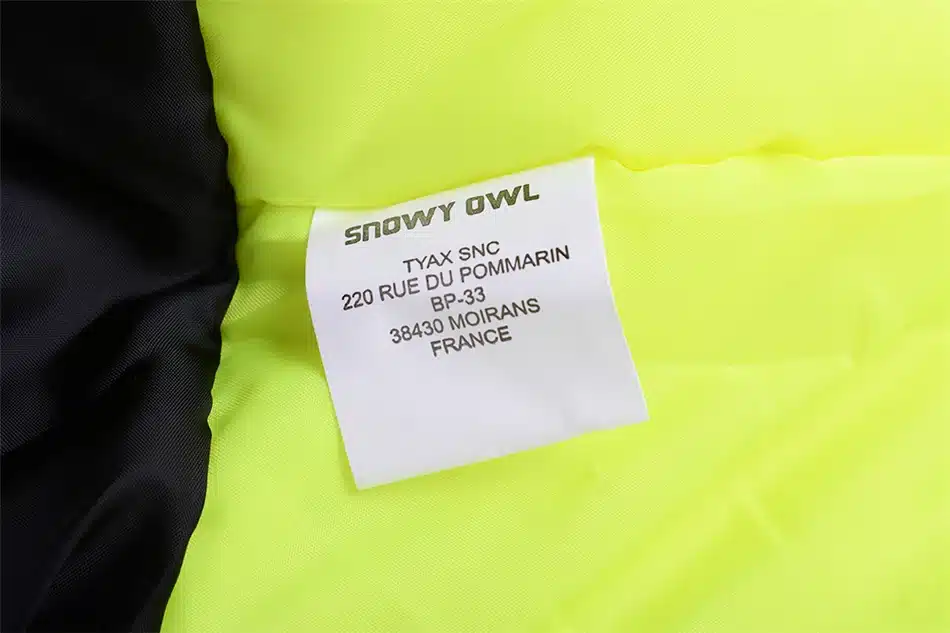 SNOWY OWL
TYAX SNC
220 RUE DU POMMARIN
BP-33
38430 MOIRANS
FRANCE